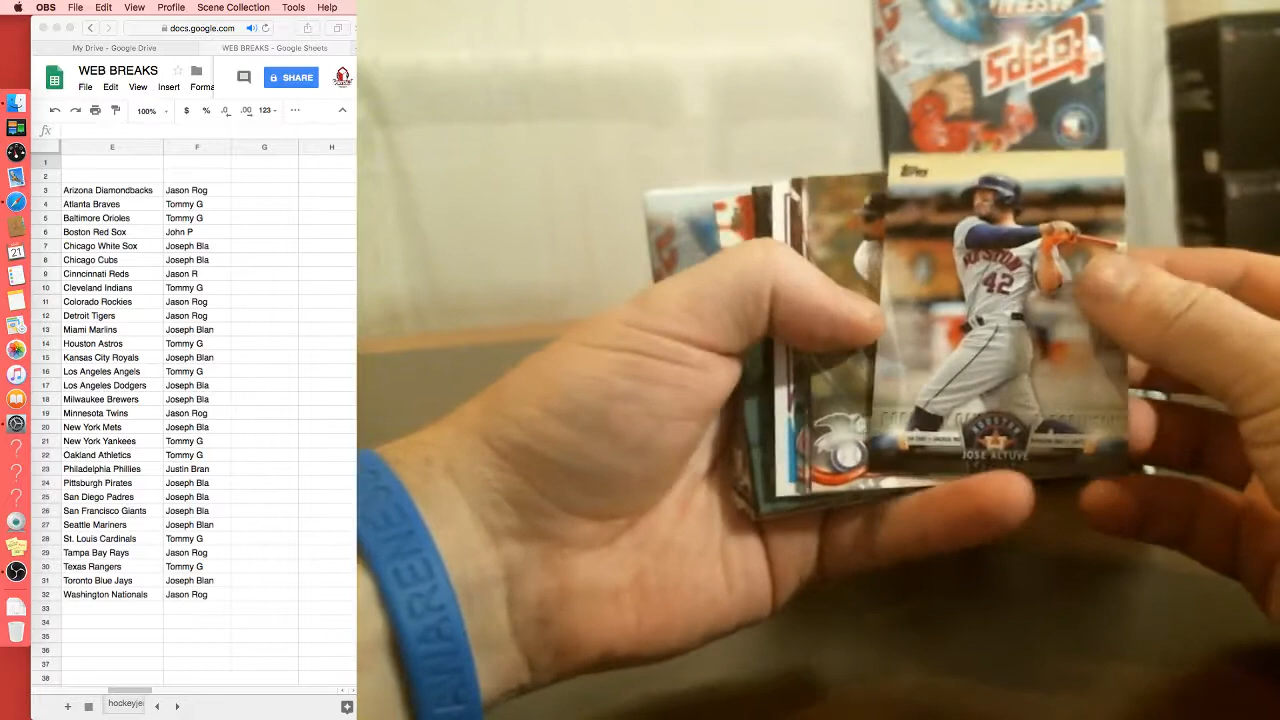 OBS File Edit View Profile Scene Collection Tools Help
docs.google.com
My Drive - Google Drive
WEB BREAKS - Google Sheets
WEB BREAKS
SHARE
File Edit View Insert Forma
100% $ % .0 .00 123
fx
E F G H
1
2
3 Arizona Diamondbacks Jason Rog
4 Atlanta Braves Tommy G
5 Baltimore Orioles Tommy G
6 Boston Red Sox John P
7 Chicago White Sox Joseph Bla
8 Chicago Cubs Joseph Bla
9 Cinncinnati Reds Jason R
10 Cleveland Indians Tommy G
11 Colorado Rockies Jason Rog
12 Detroit Tigers Jason Rog
13 Miami Marlins Joseph Blan
14 Houston Astros Tommy G
15 Kansas City Royals Joseph Blan
16 Los Angeles Angels Tommy G
17 Los Angeles Dodgers Joseph Bla
18 Milwaukee Brewers Joseph Bla
19 Minnesota Twins Jason Rog
20 New York Mets Joseph Bla
21 New York Yankees Tommy G
22 Oakland Athletics Tommy G
23 Philadelphia Phillies Justin Bran
24 Pittsburgh Pirates Joseph Bla
25 San Diego Padres Joseph Bla
26 San Francisco Giants Joseph Bla
27 Seattle Mariners Joseph Blan
28 St. Louis Cardinals Tommy G
29 Tampa Bay Rays Jason Rog
30 Texas Rangers Tommy G
31 Toronto Blue Jays Joseph Blan
32 Washington Nationals Jason Rog
33
34
35
36
37
38
hockeyje
21
TOPPS
Topps
HOUSTON
42
HOUSTON
JOSE ALTUVE
AWARENE